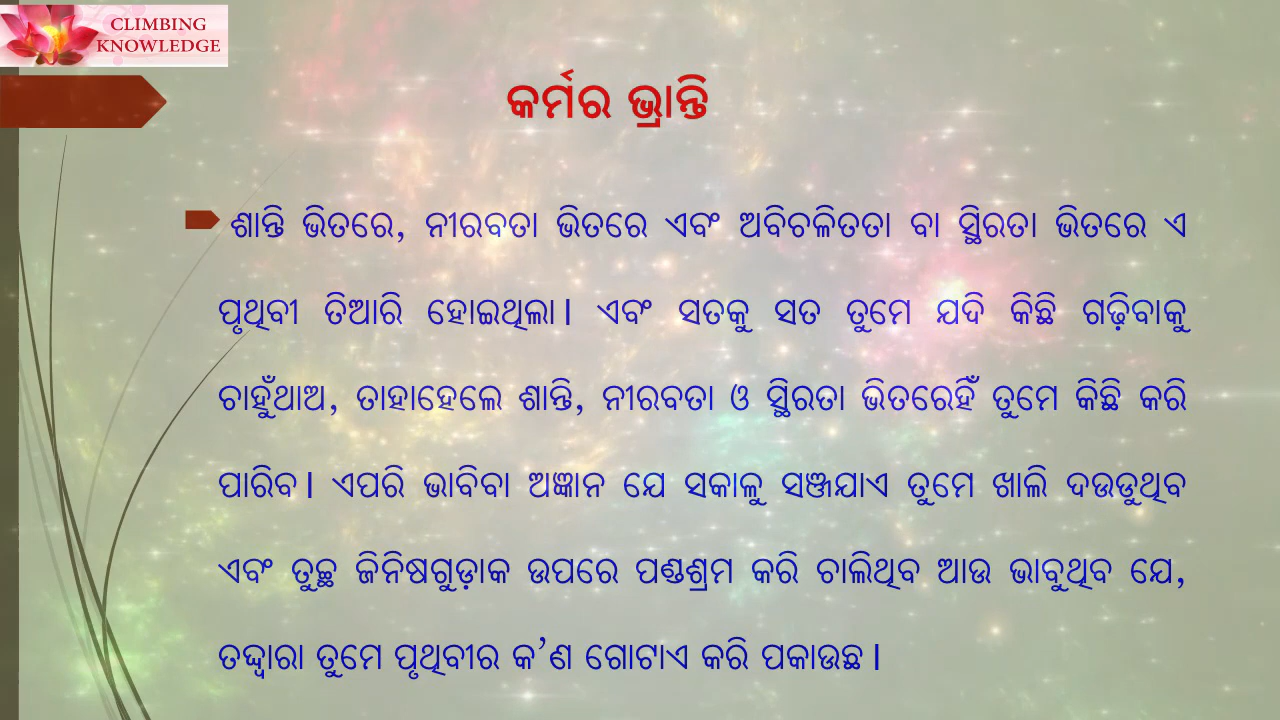 CLIMBING
KNOWLEDGE
କର୍ମର ଭ୍ରାନ୍ତି
ଶାନ୍ତି ଭିତରେ, ନୀରବତା ଭିତରେ ଏବଂ ଅବିଚଳିତତା ବା ସ୍ଥିରତା ଭିତରେ ଏ
ପୃଥିବୀ ତିଆରି ହୋଇଥିଲା। ଏବଂ ସତକୁ ସତ ତୁମେ ଯଦି କିଛି ଗଢ଼ିବାକୁ
ଚାହୁଁଥାଅ, ତାହାହେଲେ ଶାନ୍ତି, ନୀରବତା ଓ ସ୍ଥିରତା ଭିତରେହିଁ ତୁମେ କିଛି କରି
ପାରିବ। ଏପରି ଭାବିବା ଅଜ୍ଞାନ ଯେ ସକାଳୁ ସଞ୍ଜଯାଏ ତୁମେ ଖାଲି ଦଉଡୁଥିବ
ଏବଂ ତୁଚ୍ଛ ଜିନିଷଗୁଡ଼ାକ ଉପରେ ପଣ୍ଡଶ୍ରମ କରି ଚାଲିଥିବ ଆଉ ଭାବୁଥିବ ଯେ,
ତଦ୍ଦ୍ୱାରା ତୁମେ ପୃଥିବୀର କ’ଣ ଗୋଟାଏ କରି ପକାଉଛ।